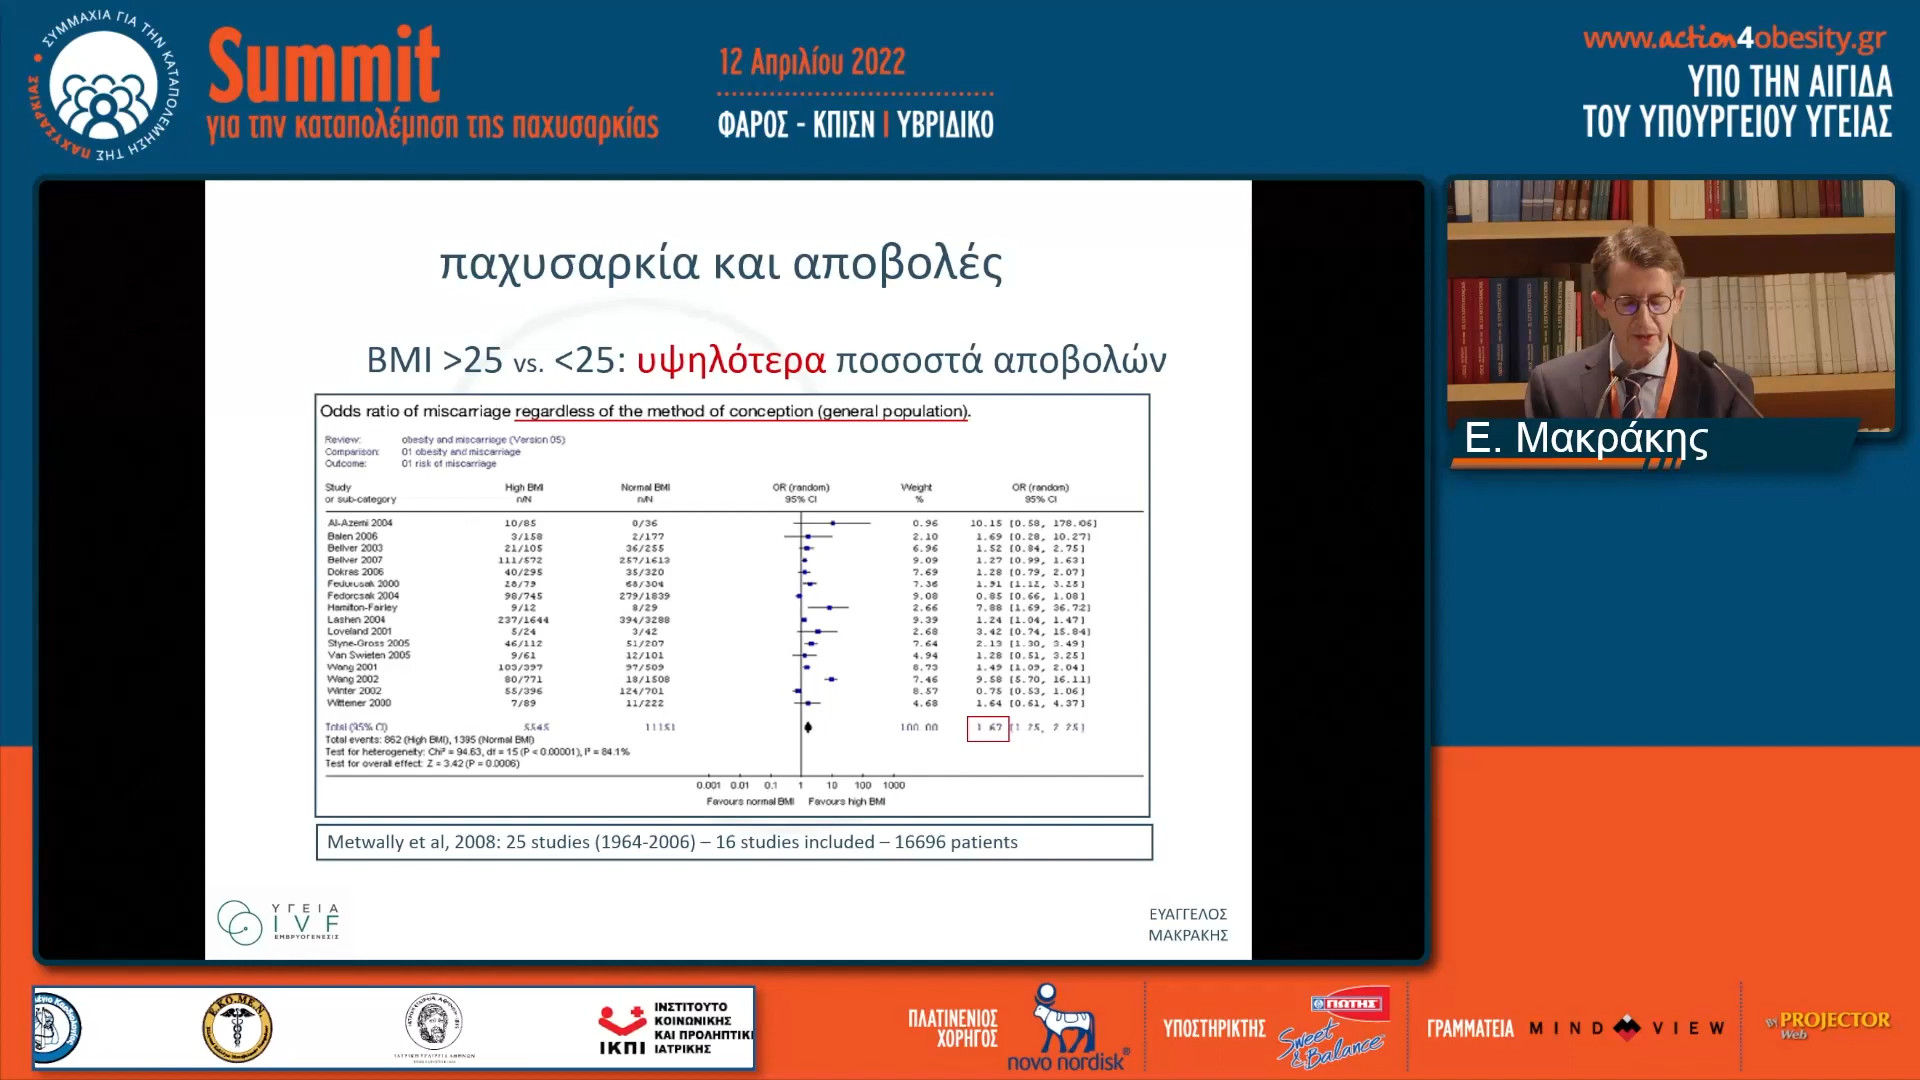 ΣΥΜΜΑΧΙΑ ΓΙΑ ΤΗΝ ΚΑΤΑΠΟΛΕΜΗΣΗ ΤΗΣ ΠΑΧΥΣΑΡΚΙΑΣ
Summit
για την καταπολέμηση της παχυσαρκίας
12 Απριλίου 2022
ΦΑΡΟΣ - ΚΠΙΣΝ | ΥΒΡΙΔΙΚΟ
www.action4obesity.gr
ΥΠΟ ΤΗΝ ΑΙΓΙΔΑ
ΤΟΥ ΥΠΟΥΡΓΕΙΟΥ ΥΓΕΙΑΣ
παχυσαρκία και αποβολές
BMI >25 vs. <25: υψηλότερα ποσοστά αποβολών
Odds ratio of miscarriage regardless of the method of conception (general population).
Review: obesity and miscarriage (Version 05)
Comparison: 01 obesity and miscarriage
Outcome: 01 risk of miscarriage
Study or sub-category High BMI n/N Normal BMI n/N OR (random) 95% CI Weight % OR (random) 95% CI
Al-Azemi 2004 10/85 0/36 0.96 10.15 [0.58, 178.06]
Balen 2006 3/158 2/177 2.10 1.69 [0.28, 10.27]
Bellver 2003 21/105 36/255 6.96 1.52 [0.84, 2.75]
Bellver 2007 111/572 257/1613 9.09 1.27 [0.99, 1.63]
Dokras 2006 40/295 35/320 7.69 1.28 [0.79, 2.07]
Fedorcsak 2000 28/79 68/304 7.36 1.91 [1.12, 3.25]
Fedorcsak 2004 98/745 279/1839 9.08 0.85 [0.66, 1.08]
Hamilton-Fairley 9/12 8/29 2.66 7.88 [1.69, 36.72]
Lashen 2004 237/1644 394/3288 9.39 1.24 [1.04, 1.47]
Loveland 2001 5/24 3/42 2.68 3.42 [0.74, 15.84]
Styne-Gross 2005 46/112 51/207 7.64 2.13 [1.30, 3.49]
Van Swieten 2005 9/61 12/101 4.94 1.28 [0.51, 3.25]
Wang 2001 103/397 97/509 8.73 1.49 [1.09, 2.04]
Wang 2002 80/771 18/1508 7.46 9.58 [5.70, 16.11]
Winter 2002 55/396 124/701 8.57 0.75 [0.53, 1.06]
Wittemer 2000 7/89 11/222 4.68 1.64 [0.61, 4.37]
Total (95% CI) 5545 11151 100.00 1.67 [1.25, 2.25]
Total events: 862 (High BMI), 1395 (Normal BMI)
Test for heterogeneity: Chi² = 94.63, df = 15 (P < 0.00001), I² = 84.1%
Test for overall effect: Z = 3.42 (P = 0.0006)
0.001 0.01 0.1 1 10 100 1000
Favours normal BMI Favours high BMI
Metwally et al, 2008: 25 studies (1964-2006) – 16 studies included – 16696 patients
ΥΓΕΙΑ
IVF
ΕΜΒΡΥΟΓΕΝΕΣΙΣ
ΕΥΑΓΓΕΛΟΣ
ΜΑΚΡΑΚΗΣ
Ε. Μακράκης
Ε.ΚΟ.ΜΕ.Ν
ΙΚΠΙ
ΙΝΣΤΙΤΟΥΤΟ
ΚΟΙΝΩΝΙΚΗΣ
ΚΑΙ ΠΡΟΛΗΠΤΙΚ
ΙΑΤΡΙΚΗΣ
ΠΛΑΤΙΝΕΝΙΟΣ
ΧΟΡΗΓΟΣ
novo nordisk®
ΥΠΟΣΤΗΡΙΚΤΗΣ
ΓΙΩΤΗΣ
Sweet & Balance
ΓΡΑΜΜΑΤΕΙΑ
MINDVIEW
BY PROJECTOR
Web